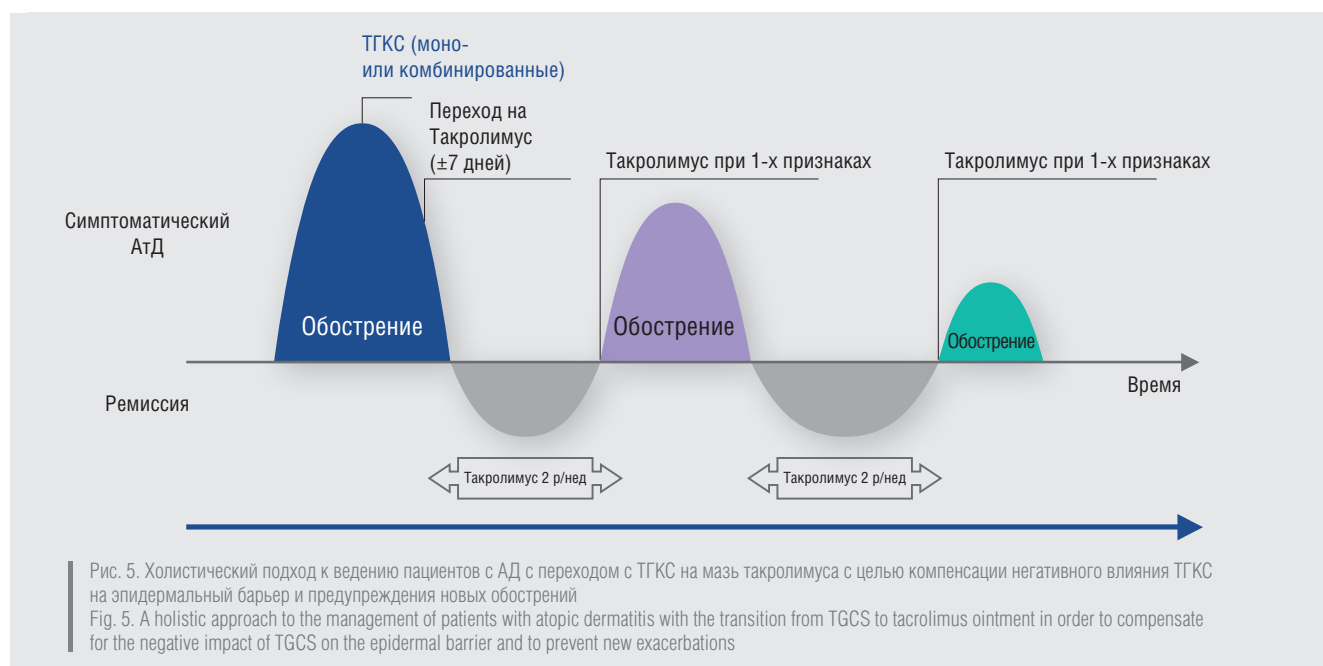 ТГКС (моно-
или комбинированные)
Переход на
Такролимус
(±7 дней)
Такролимус при 1-х признаках
Такролимус при 1-х признаках
Симптоматический
АтД
Обострение
Обострение
Обострение
Время
Ремиссия
Такролимус 2 р/нед
Такролимус 2 р/нед
Рис. 5. Холистический подход к ведению пациентов с АД с переходом с ТГКС на мазь такролимуса с целью компенсации негативного влияния ТГКС
на эпидермальный барьер и предупреждения новых обострений
Fig. 5. A holistic approach to the management of patients with atopic dermatitis with the transition from TGCS to tacrolimus ointment in order to compensate
for the negative impact of TGCS on the epidermal barrier and to prevent new exacerbations